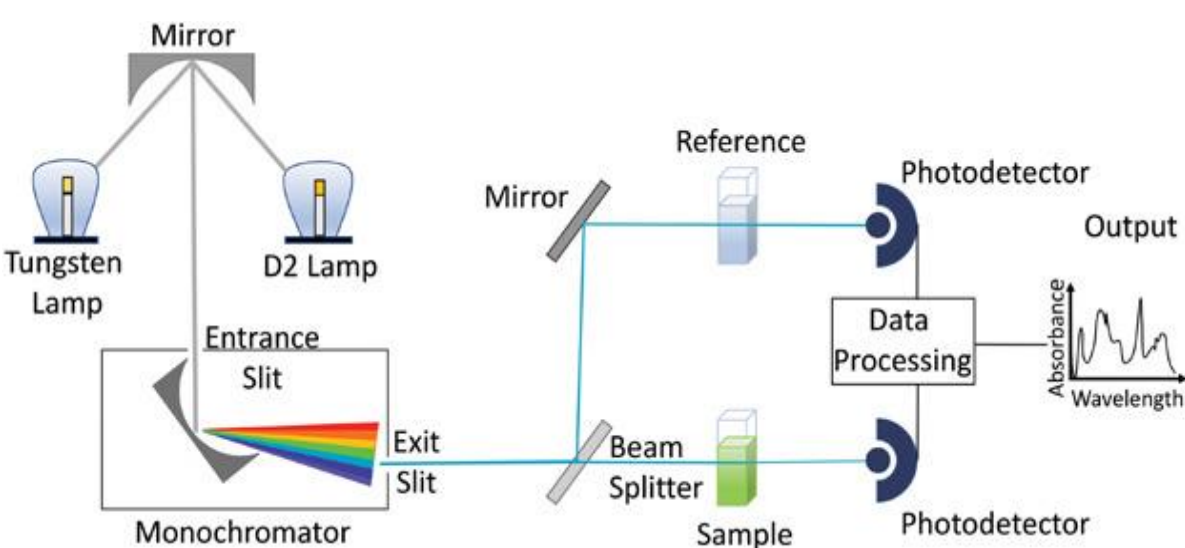 Mirror
Tungsten
Lamp
D2 Lamp
Entrance
Slit
Exit
Slit
Monochromator
Mirror
Beam
Splitter
Reference
Sample
Photodetector
Data
Processing
Photodetector
Output
Absorbance
Wavelength